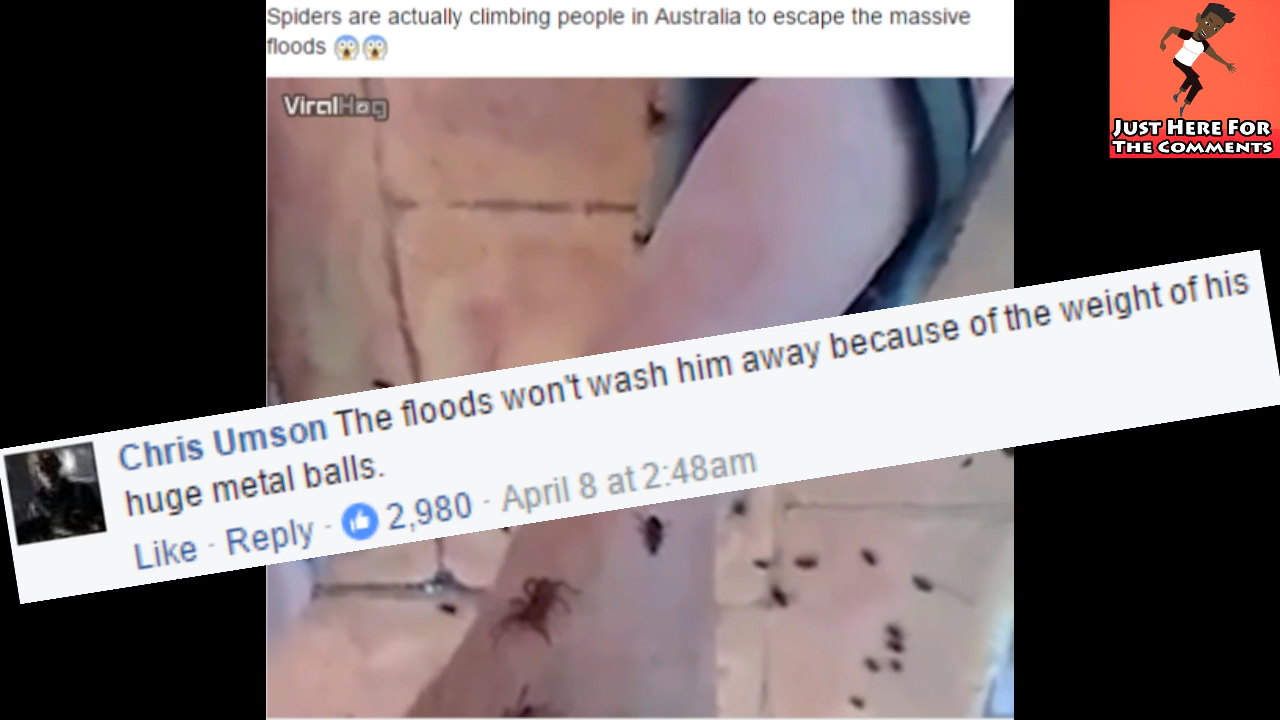 Spiders are actually climbing people in Australia to escape the massive
floods 😱😱
ViralHog
JUST HERE FOR
THE COMMENTS
Chris Umson The floods won't wash him away because of the weight of his
huge metal balls.
Like · Reply · 2,980 · April 8 at 2:48am